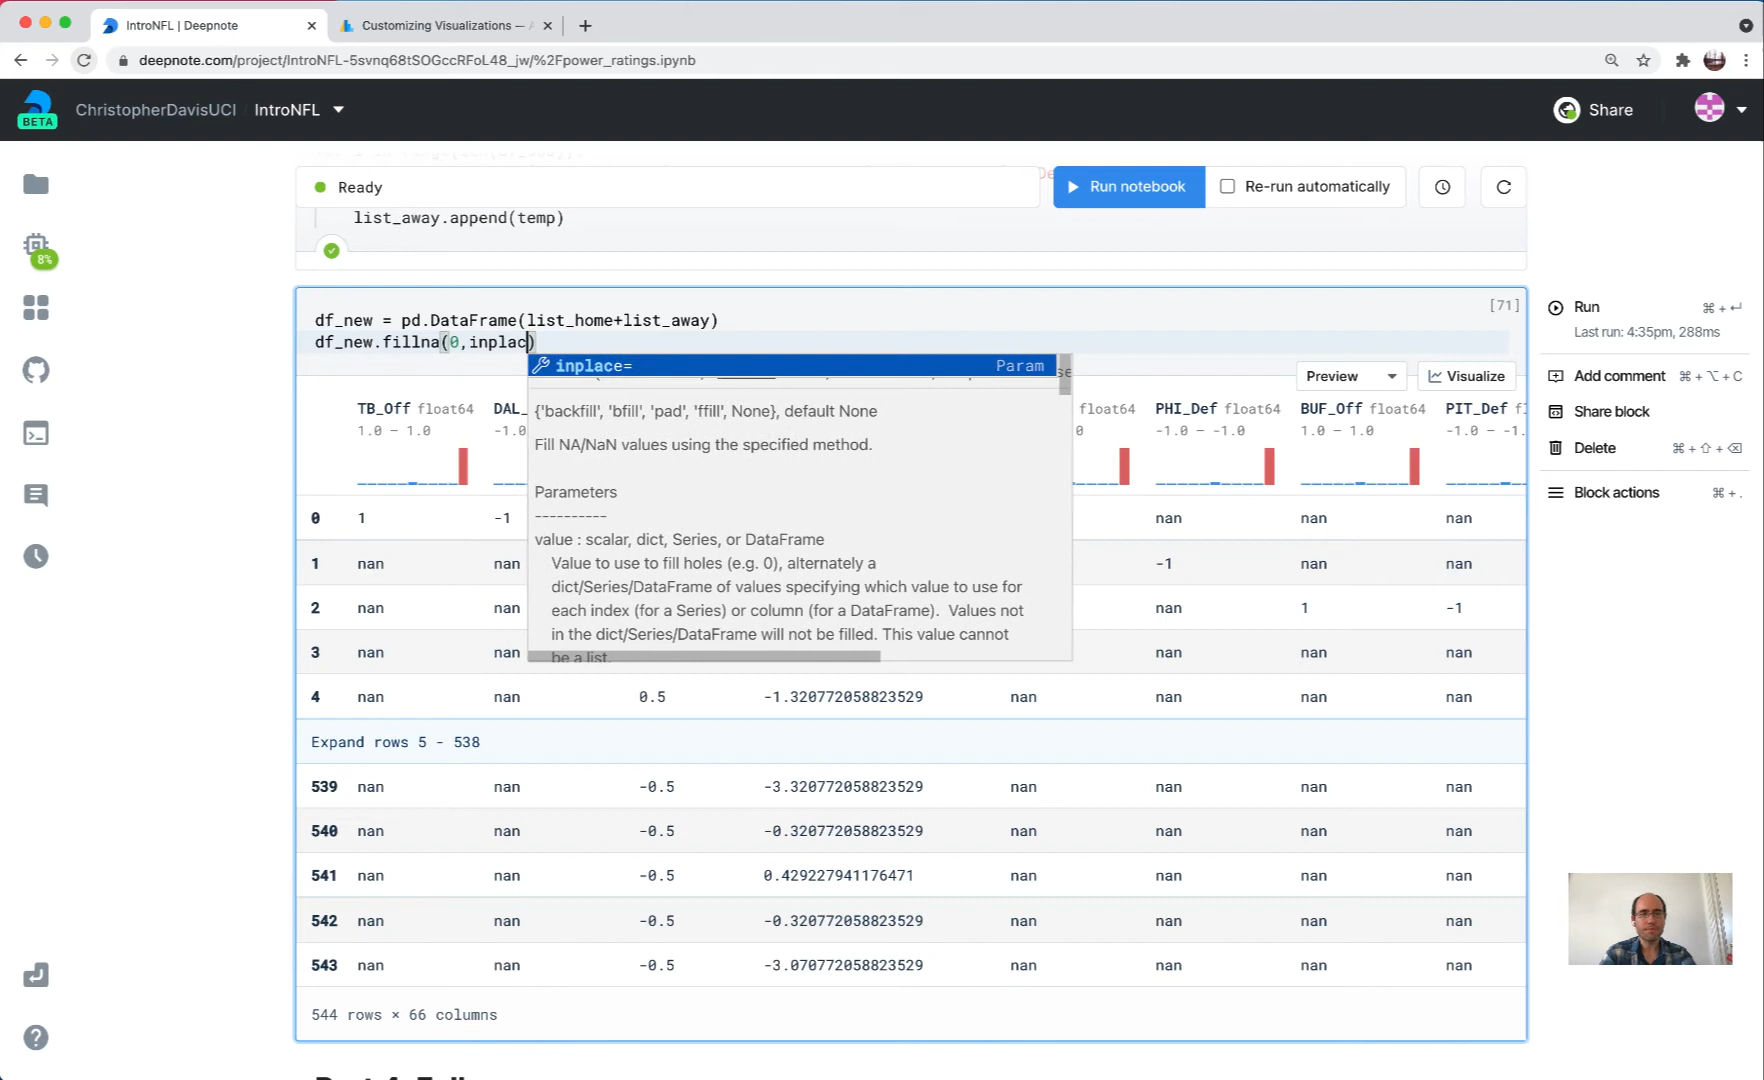 IntroNFL | Deepnote
Customizing Visualizations —
deepnote.com/project/IntroNFL-5svnq68tSOGccRFoL48_jw/%2Fpower_ratings.ipynb
BETA
ChristopherDavisUCI
IntroNFL
Share
8%
Ready
Run notebook
Re-run automatically
list_away.append(temp)
[71]
df_new = pd.DataFrame(list_home+list_away)
df_new.fillna(0,inplac)
inplace= Param
Run
Last run: 4:35pm, 288ms
Add comment ⌘ + ⌥ + C
Share block
Delete ⌘ + ⇧ + ⌫
Block actions ⌘ + .
Preview
Visualize
TB_Off float64 DAL_ float64 PHI_Def float64 BUF_Off float64 PIT_Def
1.0 – 1.0 -1.0 0 -1.0 – -1.0 1.0 – 1.0 -1.0 – -1.
{'backfill', 'bfill', 'pad', 'ffill', None}, default None
Fill NA/NaN values using the specified method.
Parameters
----------
value : scalar, dict, Series, or DataFrame
Value to use to fill holes (e.g. 0), alternately a
dict/Series/DataFrame of values specifying which value to use for
each index (for a Series) or column (for a DataFrame). Values not
in the dict/Series/DataFrame will not be filled. This value cannot
be a list.
0 1 -1 nan nan nan
1 nan nan -1 nan nan
2 nan nan nan 1 -1
3 nan nan nan nan nan
4 nan nan 0.5 -1.320772058823529 nan nan nan nan
Expand rows 5 - 538
539 nan nan -0.5 -3.320772058823529 nan nan nan nan
540 nan nan -0.5 -0.320772058823529 nan nan nan nan
541 nan nan -0.5 0.429227941176471 nan nan nan nan
542 nan nan -0.5 -0.320772058823529 nan nan nan nan
543 nan nan -0.5 -3.070772058823529 nan nan nan nan
544 rows × 66 columns